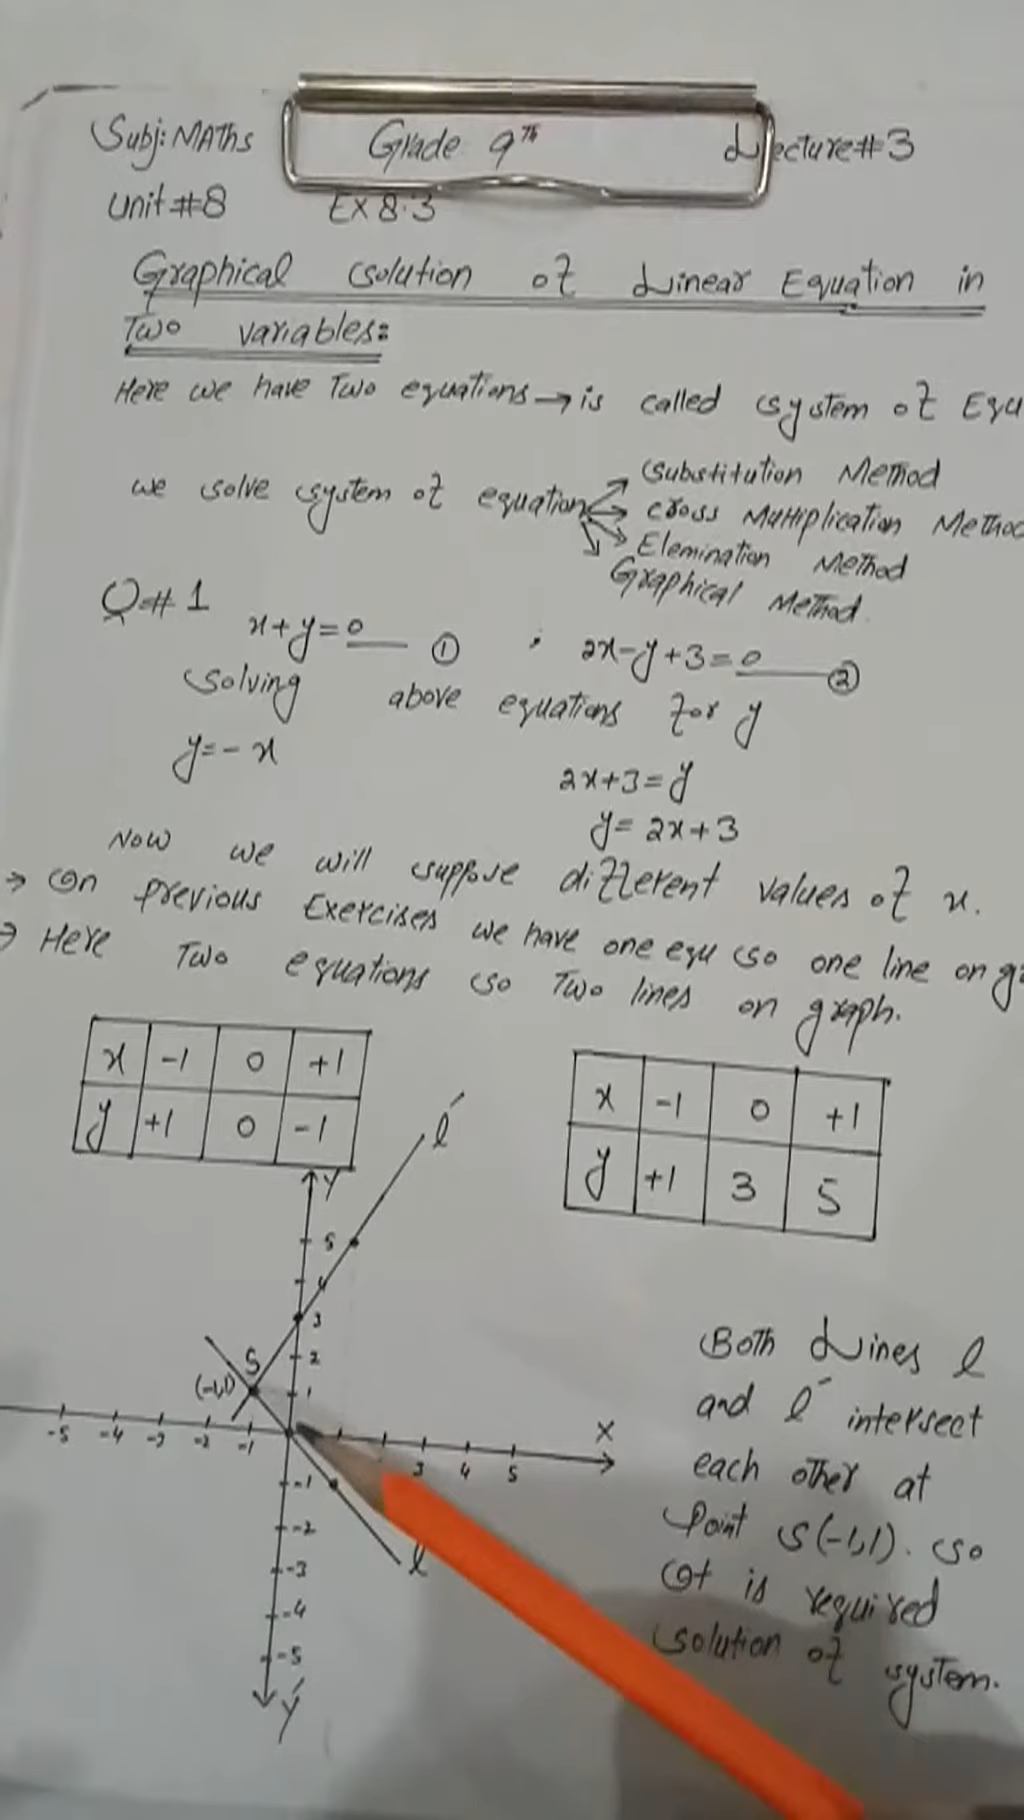 Subj: MATHs Grade 9th Lecture #3
Unit #8 EX 8.3
Graphical solution of Linear Equation in
Two variables:
Here we have Two equations → is called system of Equ
we solve system of equation
Substitution Method
cross Multiplication Method
Elemination Method
Graphical Method.
Q# 1
x+y=0 ① ; 2x-y+3=0 ②
Solving above equations for y
y=-x
2x+3=y
y=2x+3
Now we will suppose different values of x.
→ On previous Exercises we have one equ so one line on
→ Here Two equations so Two lines on graph.
x -1 0 +1
y +1 0 -1
x -1 0 +1
y +1 3 5
l′
Y
5
4
3
2
1
S
(-1,1)
-5 -4 -3 -2 -1 3 4 5 X
-1
-2
-3
-4
-5
Y′
l
Both Lines l
and l′ intersect
each other at
Point S(-1,1). so
It is required
solution of system.